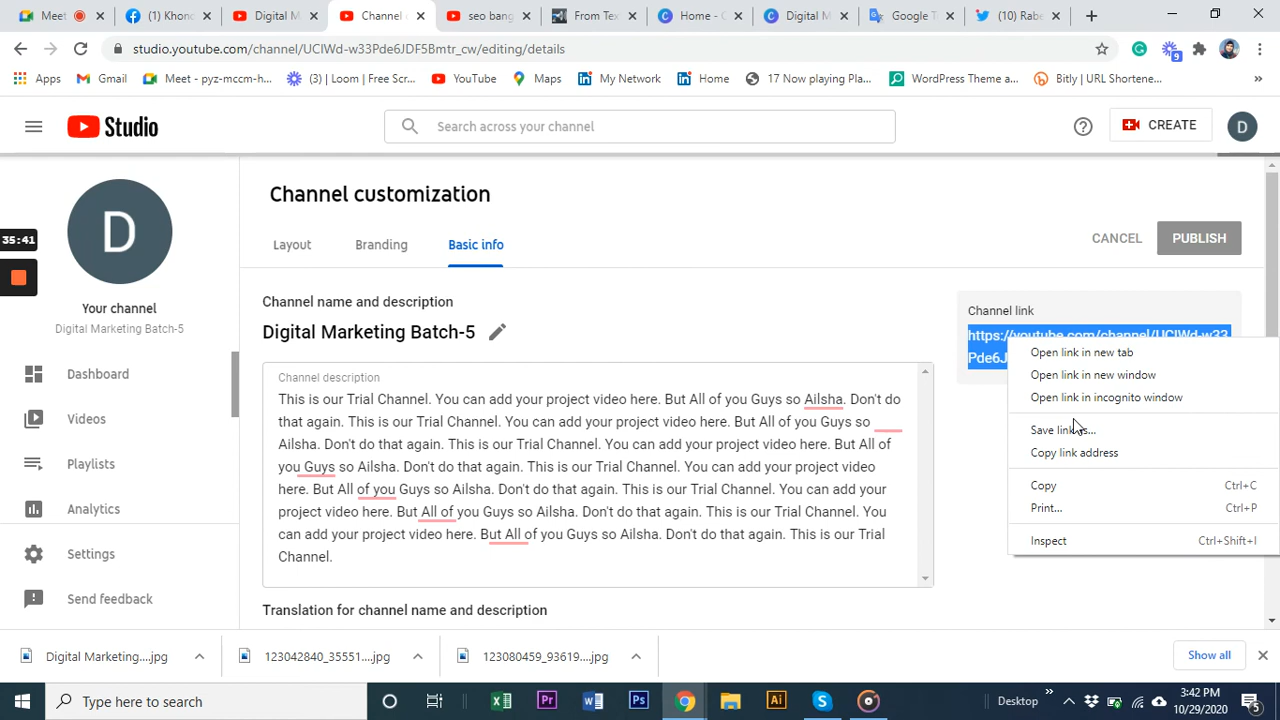 Meet
(1) Khond
Digital M
Channel c
seo bang
From Tex
Home - C
Digital M
Google T
(10) Rabe
studio.youtube.com/channel/UCIWd-w33Pde6JDF5Bmtr_cw/editing/details
Apps
Gmail
Meet - pyz-mccm-h...
(3) | Loom | Free Scr...
YouTube
Maps
My Network
Home
17 Now playing Pla...
WordPress Theme a...
Bitly | URL Shortene...
9
Studio
Search across your channel
CREATE
D
D
Channel customization
35:41
Layout
Branding
Basic info
CANCEL
PUBLISH
Your channel
Digital Marketing Batch-5
Channel name and description
Digital Marketing Batch-5
Channel link
https://youtube.com/channel/UCIWd-w33
Pde6J
Open link in new tab
Open link in new window
Open link in incognito window
Copy link address
Copy Ctrl+C
Print... Ctrl+P
Inspect Ctrl+Shift+I
Channel description
This is our Trial Channel. You can add your project video here. But All of you Guys so Ailsha. Don't do
that again. This is our Trial Channel. You can add your project video here. But All of you Guys so
Ailsha. Don't do that again. This is our Trial Channel. You can add your project video here. But All of
you Guys so Ailsha. Don't do that again. This is our Trial Channel. You can add your project video
here. But All of you Guys so Ailsha. Don't do that again. This is our Trial Channel. You can add your
project video here. But All of you Guys so Ailsha. Don't do that again. This is our Trial Channel. You
can add your project video here. But All of you Guys so Ailsha. Don't do that again. This is our Trial
Channel.
Translation for channel name and description
Dashboard
Videos
Playlists
Analytics
Settings
Send feedback
Digital Marketing....jpg
123042840_35551....jpg
123080459_93619....jpg
Show all
Type here to search
Desktop
3:42 PM
10/29/2020
5